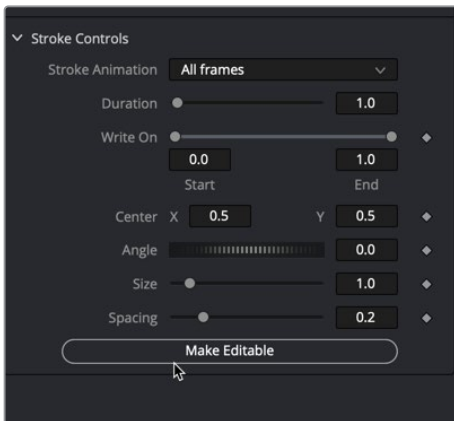 Stroke Controls
Stroke Animation All frames
Duration 1.0
Write On
0.0 1.0
Start End
Center X 0.5 Y 0.5
Angle 0.0
Size 1.0
Spacing 0.2
Make Editable